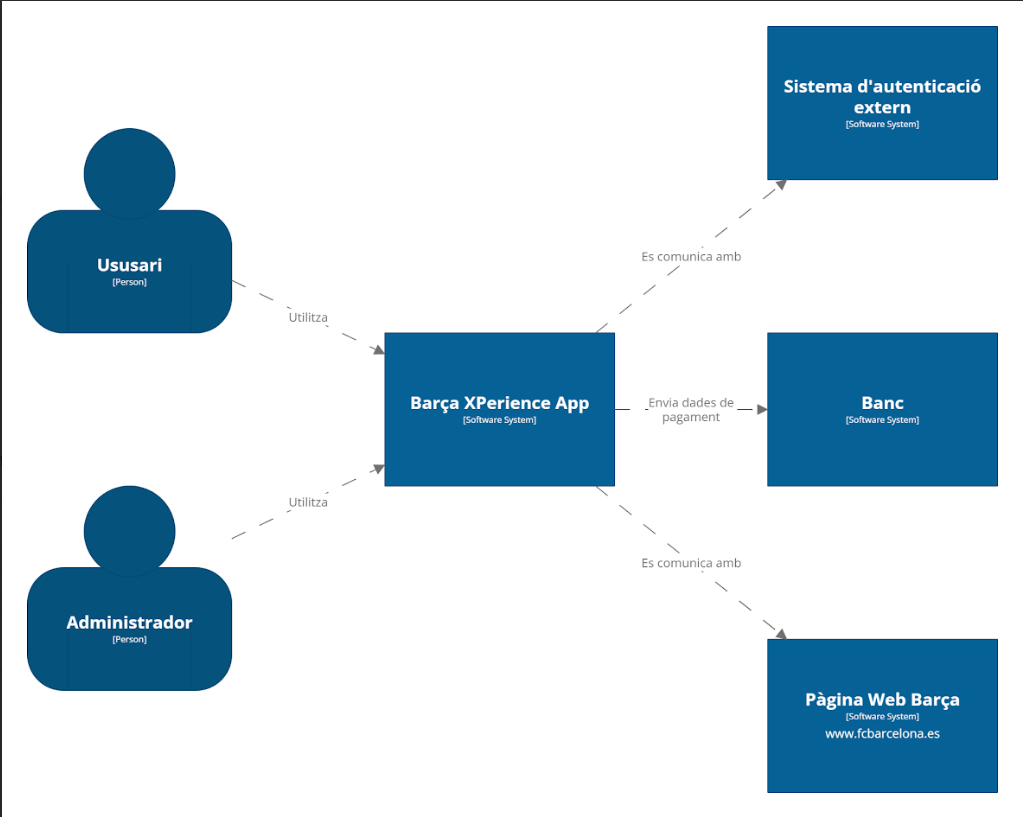 Sistema d'autenticació
extern
[Software System]
Ususari
[Person]
Es comunica amb
Utilitza
Barça XPerience App
[Software System]
Envia dades de
pagament
Banc
[Software System]
Utilitza
Es comunica amb
Administrador
[Person]
Pàgina Web Barça
[Software System]
www.fcbarcelona.es